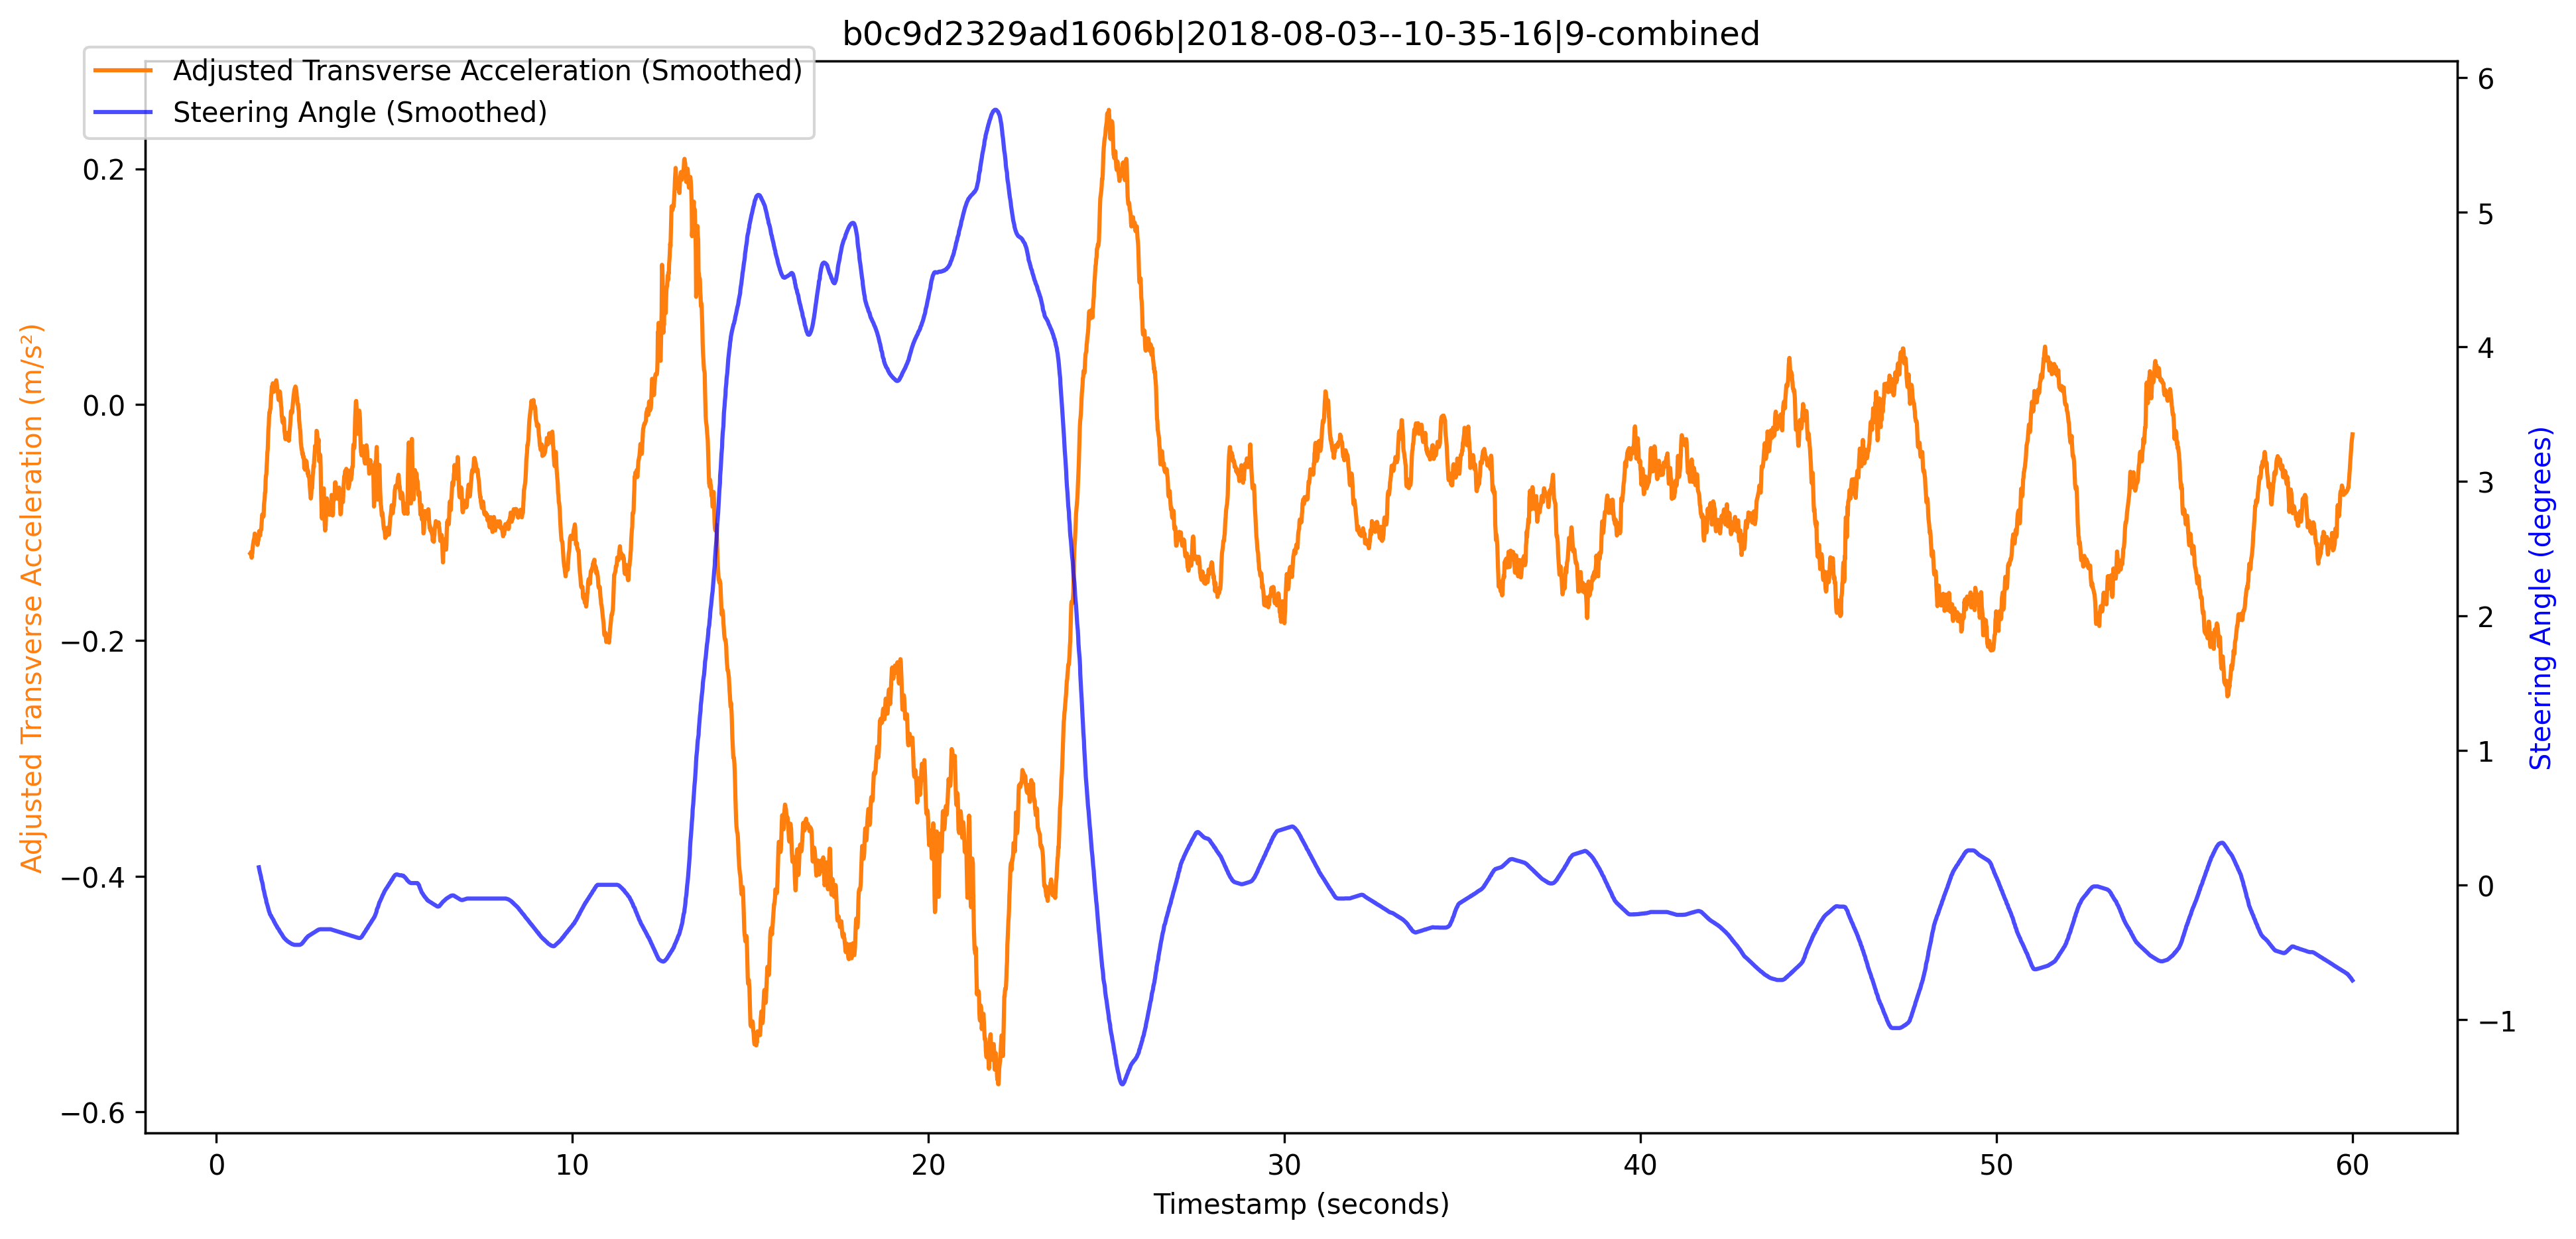 b0c9d2329ad1606b|2018-08-03--10-35-16|9-combined
Adjusted Transverse Acceleration (Smoothed)
Steering Angle (Smoothed)
Adjusted Transverse Acceleration (m/s²)
0.2
0.0
−0.2
−0.4
−0.6
6
5
4
3
2
1
0
−1
Steering Angle (degrees)
0 10 20 30 40 50 60
Timestamp (seconds)